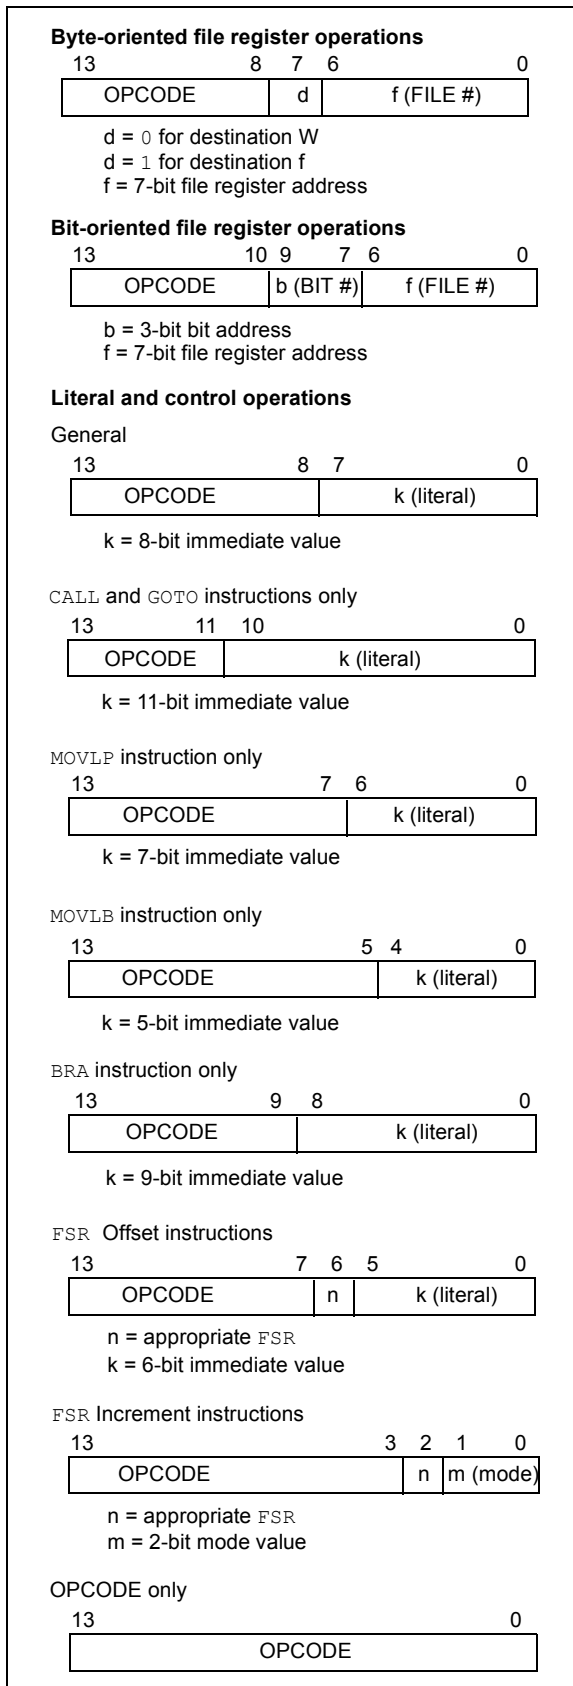 Byte-oriented file register operations
13 8 7 6 0
OPCODE d f (FILE #)
d = 0 for destination W
d = 1 for destination f
f = 7-bit file register address
Bit-oriented file register operations
13 10 9 7 6 0
OPCODE b (BIT #) f (FILE #)
b = 3-bit bit address
f = 7-bit file register address
Literal and control operations
General
13 8 7 0
OPCODE k (literal)
k = 8-bit immediate value
CALL and GOTO instructions only
13 11 10 0
OPCODE k (literal)
k = 11-bit immediate value
MOVLP instruction only
13 7 6 0
OPCODE k (literal)
k = 7-bit immediate value
MOVLB instruction only
13 5 4 0
OPCODE k (literal)
k = 5-bit immediate value
BRA instruction only
13 9 8 0
OPCODE k (literal)
k = 9-bit immediate value
FSR Offset instructions
13 7 6 5 0
OPCODE n k (literal)
n = appropriate FSR
k = 6-bit immediate value
FSR Increment instructions
13 3 2 1 0
OPCODE n m (mode)
n = appropriate FSR
m = 2-bit mode value
OPCODE only
13 0
OPCODE